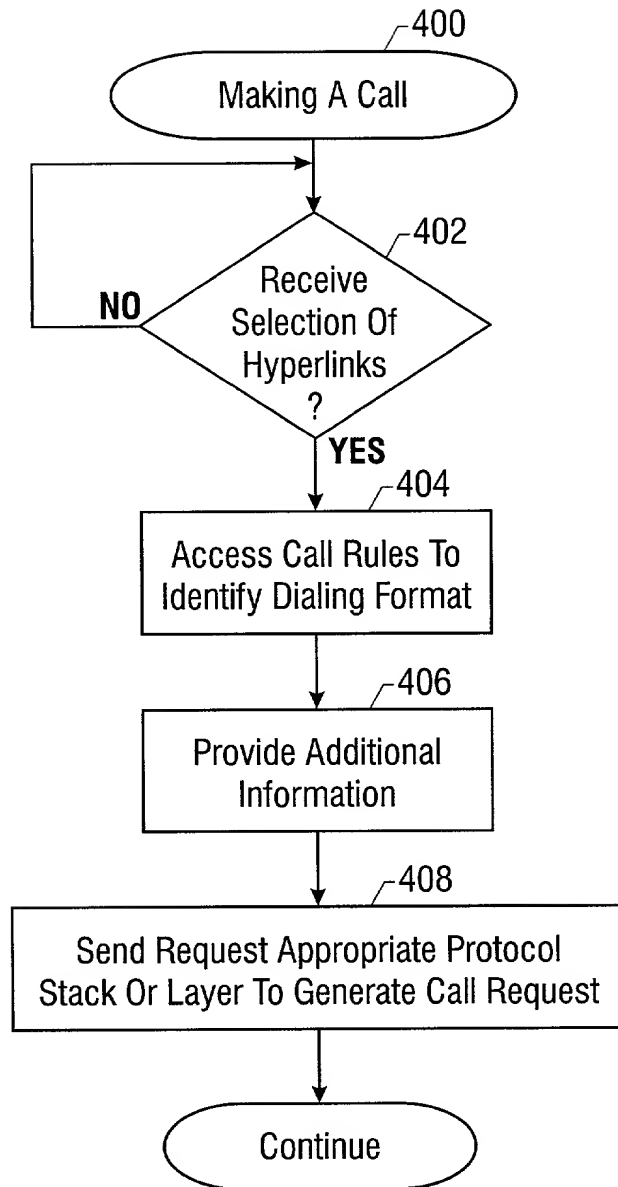 400
Making A Call
402
Receive
Selection Of
Hyperlinks
?
NO
YES
404
Access Call Rules To
Identify Dialing Format
406
Provide Additional
Information
408
Send Request Appropriate Protocol
Stack Or Layer To Generate Call Request
Continue